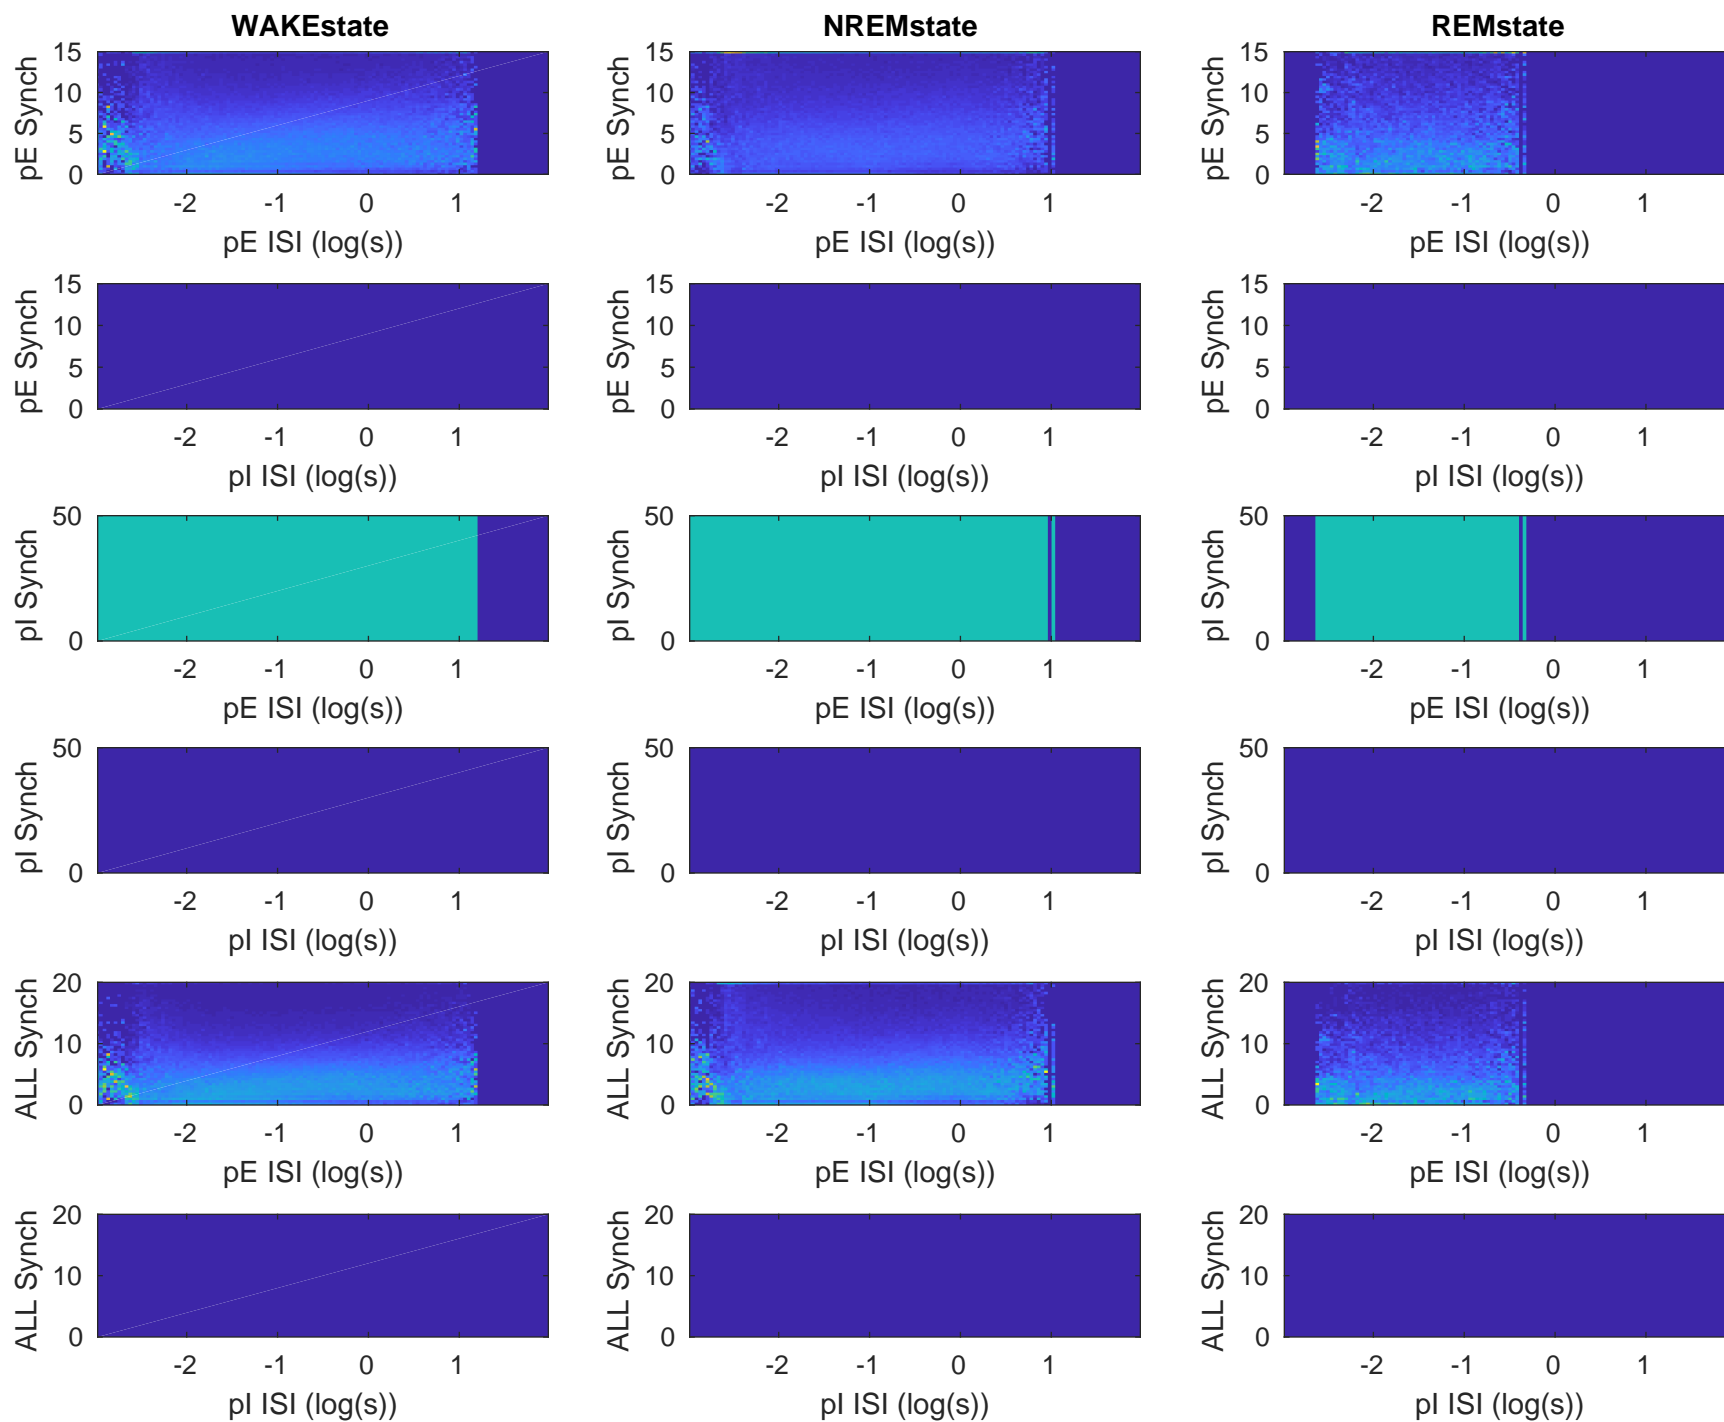 WAKEstate NREMstate REMstate
15 15 15
10 10 10
5 5 5
0 0 0
pE Synch pE Synch pE Synch
-2 -1 0 1 -2 -1 0 1 -2 -1 0 1
pE ISI (log(s)) pE ISI (log(s)) pE ISI (log(s))
15 15 15
10 10 10
5 5 5
0 0 0
pE Synch pE Synch pE Synch
-2 -1 0 1 -2 -1 0 1 -2 -1 0 1
pI ISI (log(s)) pI ISI (log(s)) pI ISI (log(s))
50 50 50
0 0 0
pI Synch pI Synch pI Synch
-2 -1 0 1 -2 -1 0 1 -2 -1 0 1
pE ISI (log(s)) pE ISI (log(s)) pE ISI (log(s))
50 50 50
0 0 0
pI Synch pI Synch pI Synch
-2 -1 0 1 -2 -1 0 1 -2 -1 0 1
pI ISI (log(s)) pI ISI (log(s)) pI ISI (log(s))
20 20 20
10 10 10
0 0 0
ALL Synch ALL Synch ALL Synch
-2 -1 0 1 -2 -1 0 1 -2 -1 0 1
pE ISI (log(s)) pE ISI (log(s)) pE ISI (log(s))
20 20 20
10 10 10
0 0 0
ALL Synch ALL Synch ALL Synch
-2 -1 0 1 -2 -1 0 1 -2 -1 0 1
pI ISI (log(s)) pI ISI (log(s)) pI ISI (log(s))